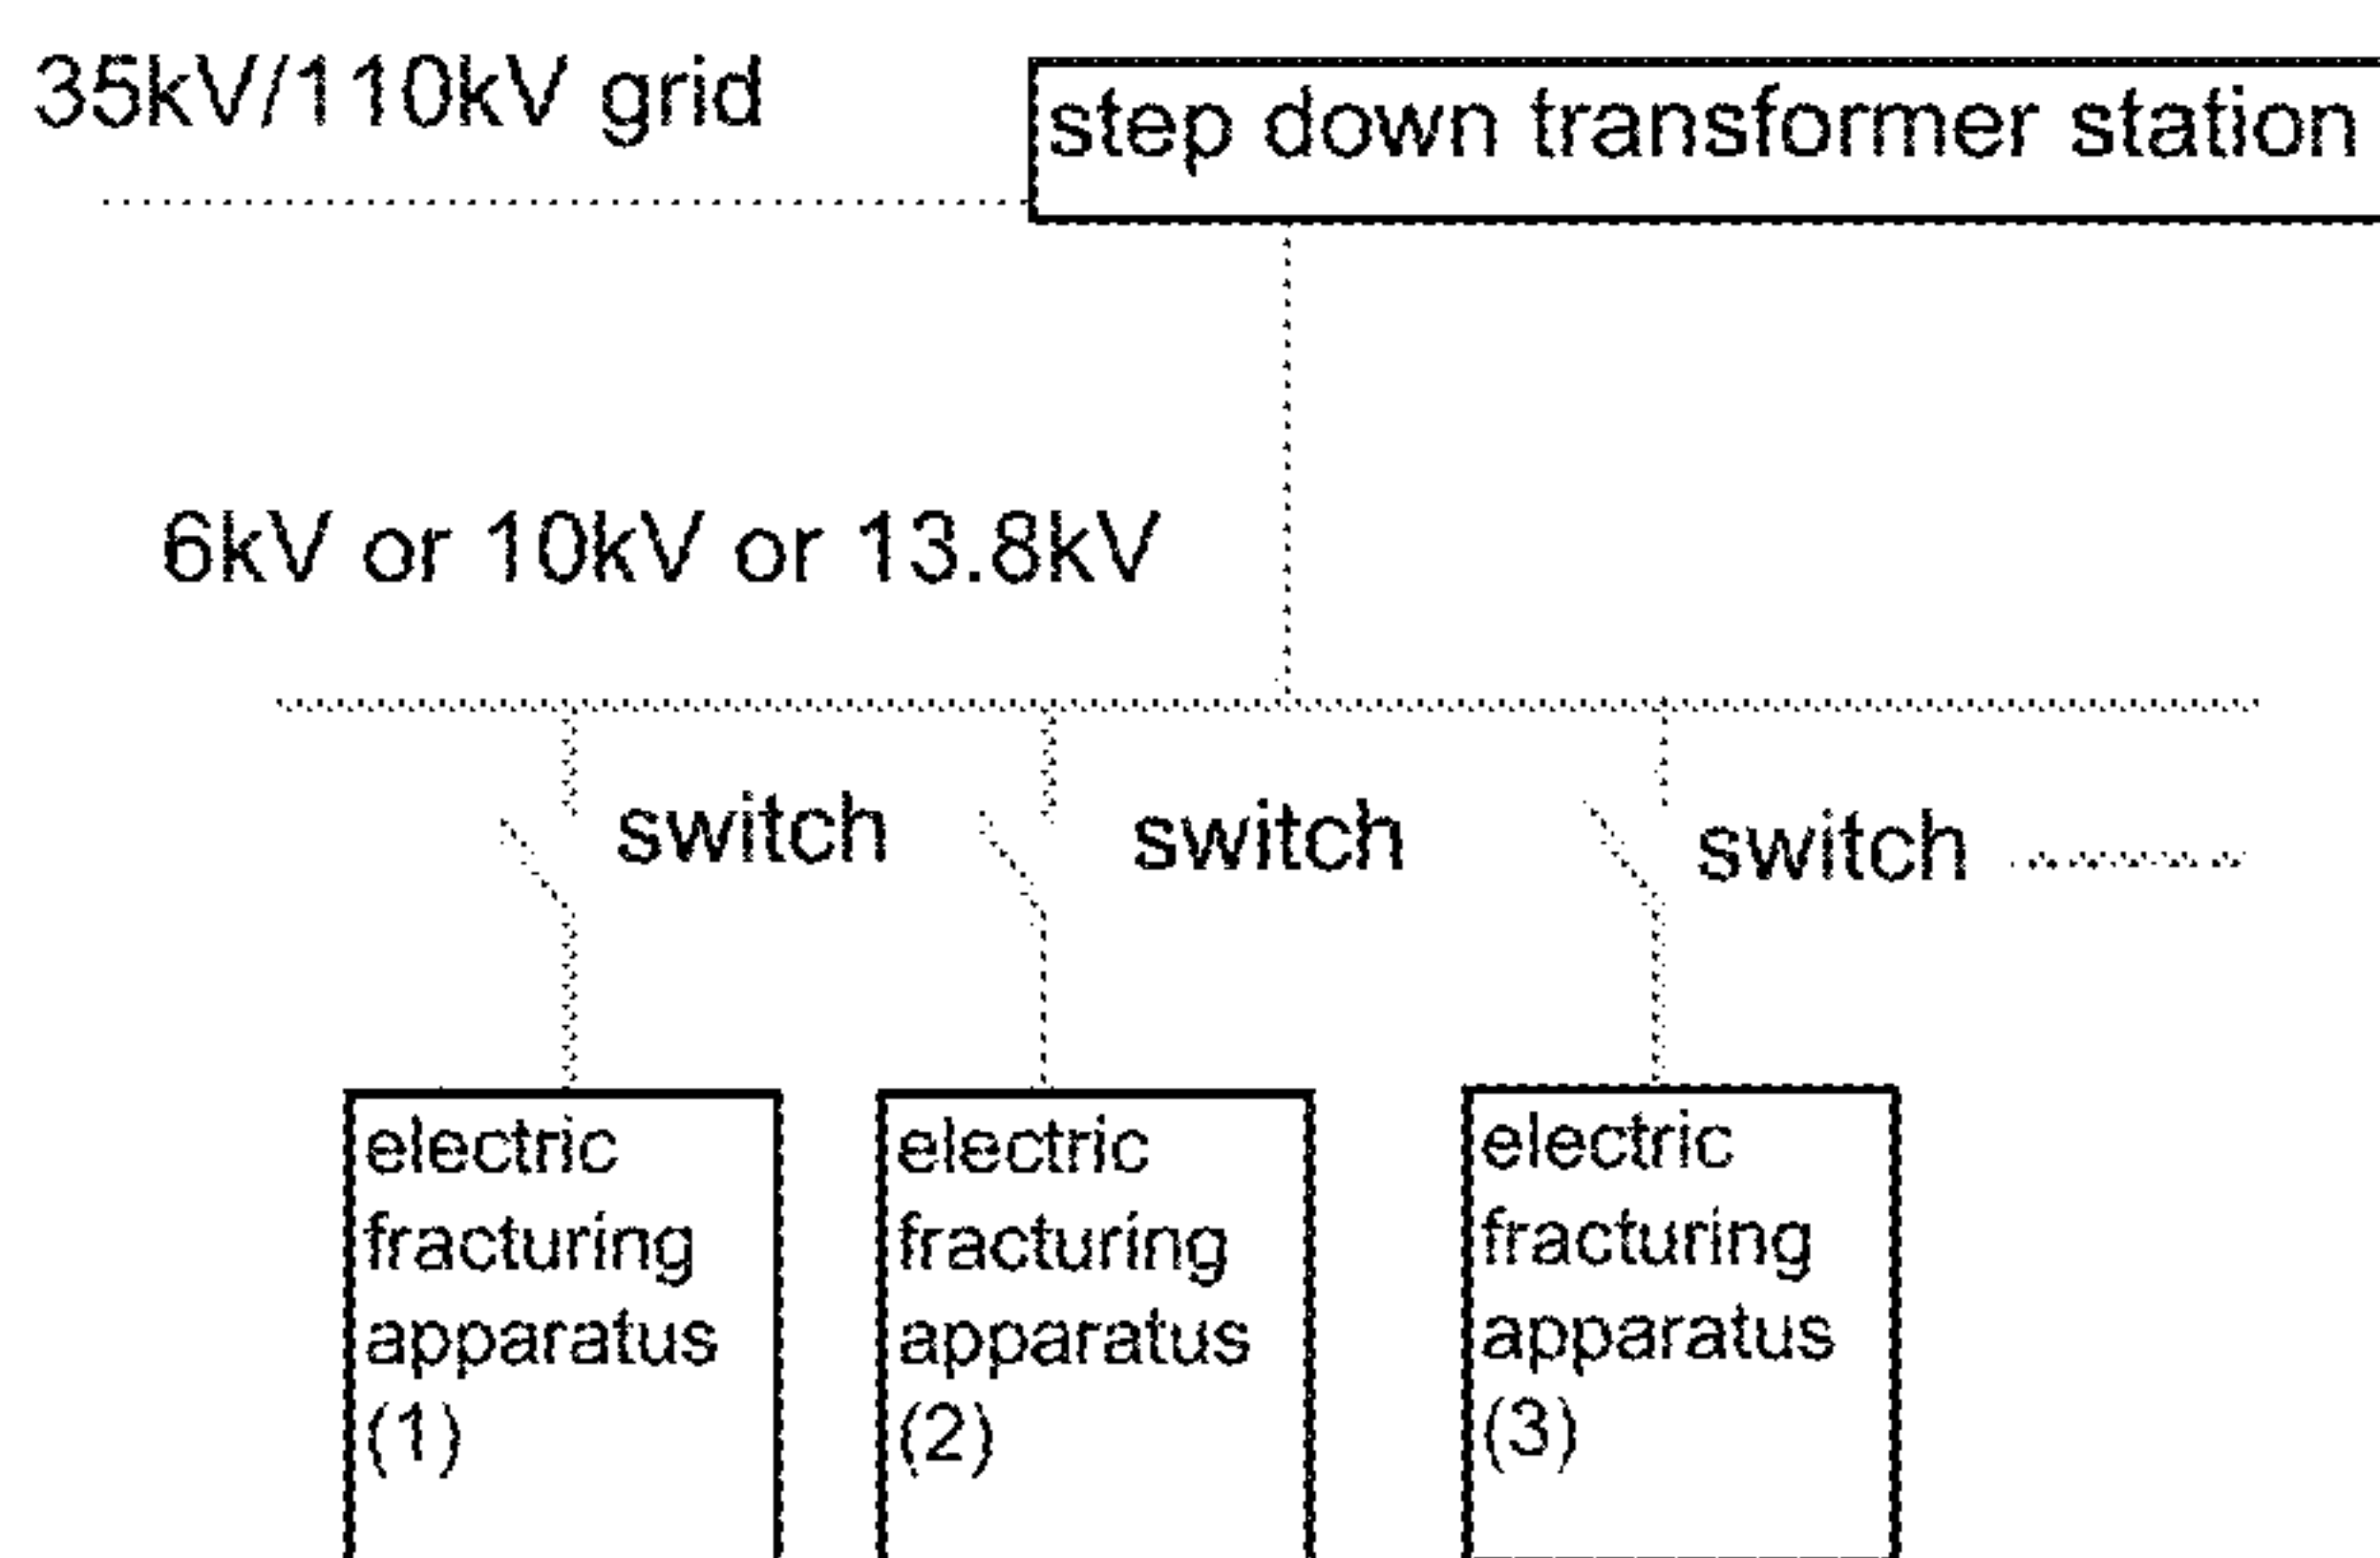 35kV/110kV grid
step down transformer station
6kV or 10kV or 13.8kV
switch
switch
switch
electric
fracturing
apparatus
(1)
electric
fracturing
apparatus
(2)
electric
fracturing
apparatus
(3)